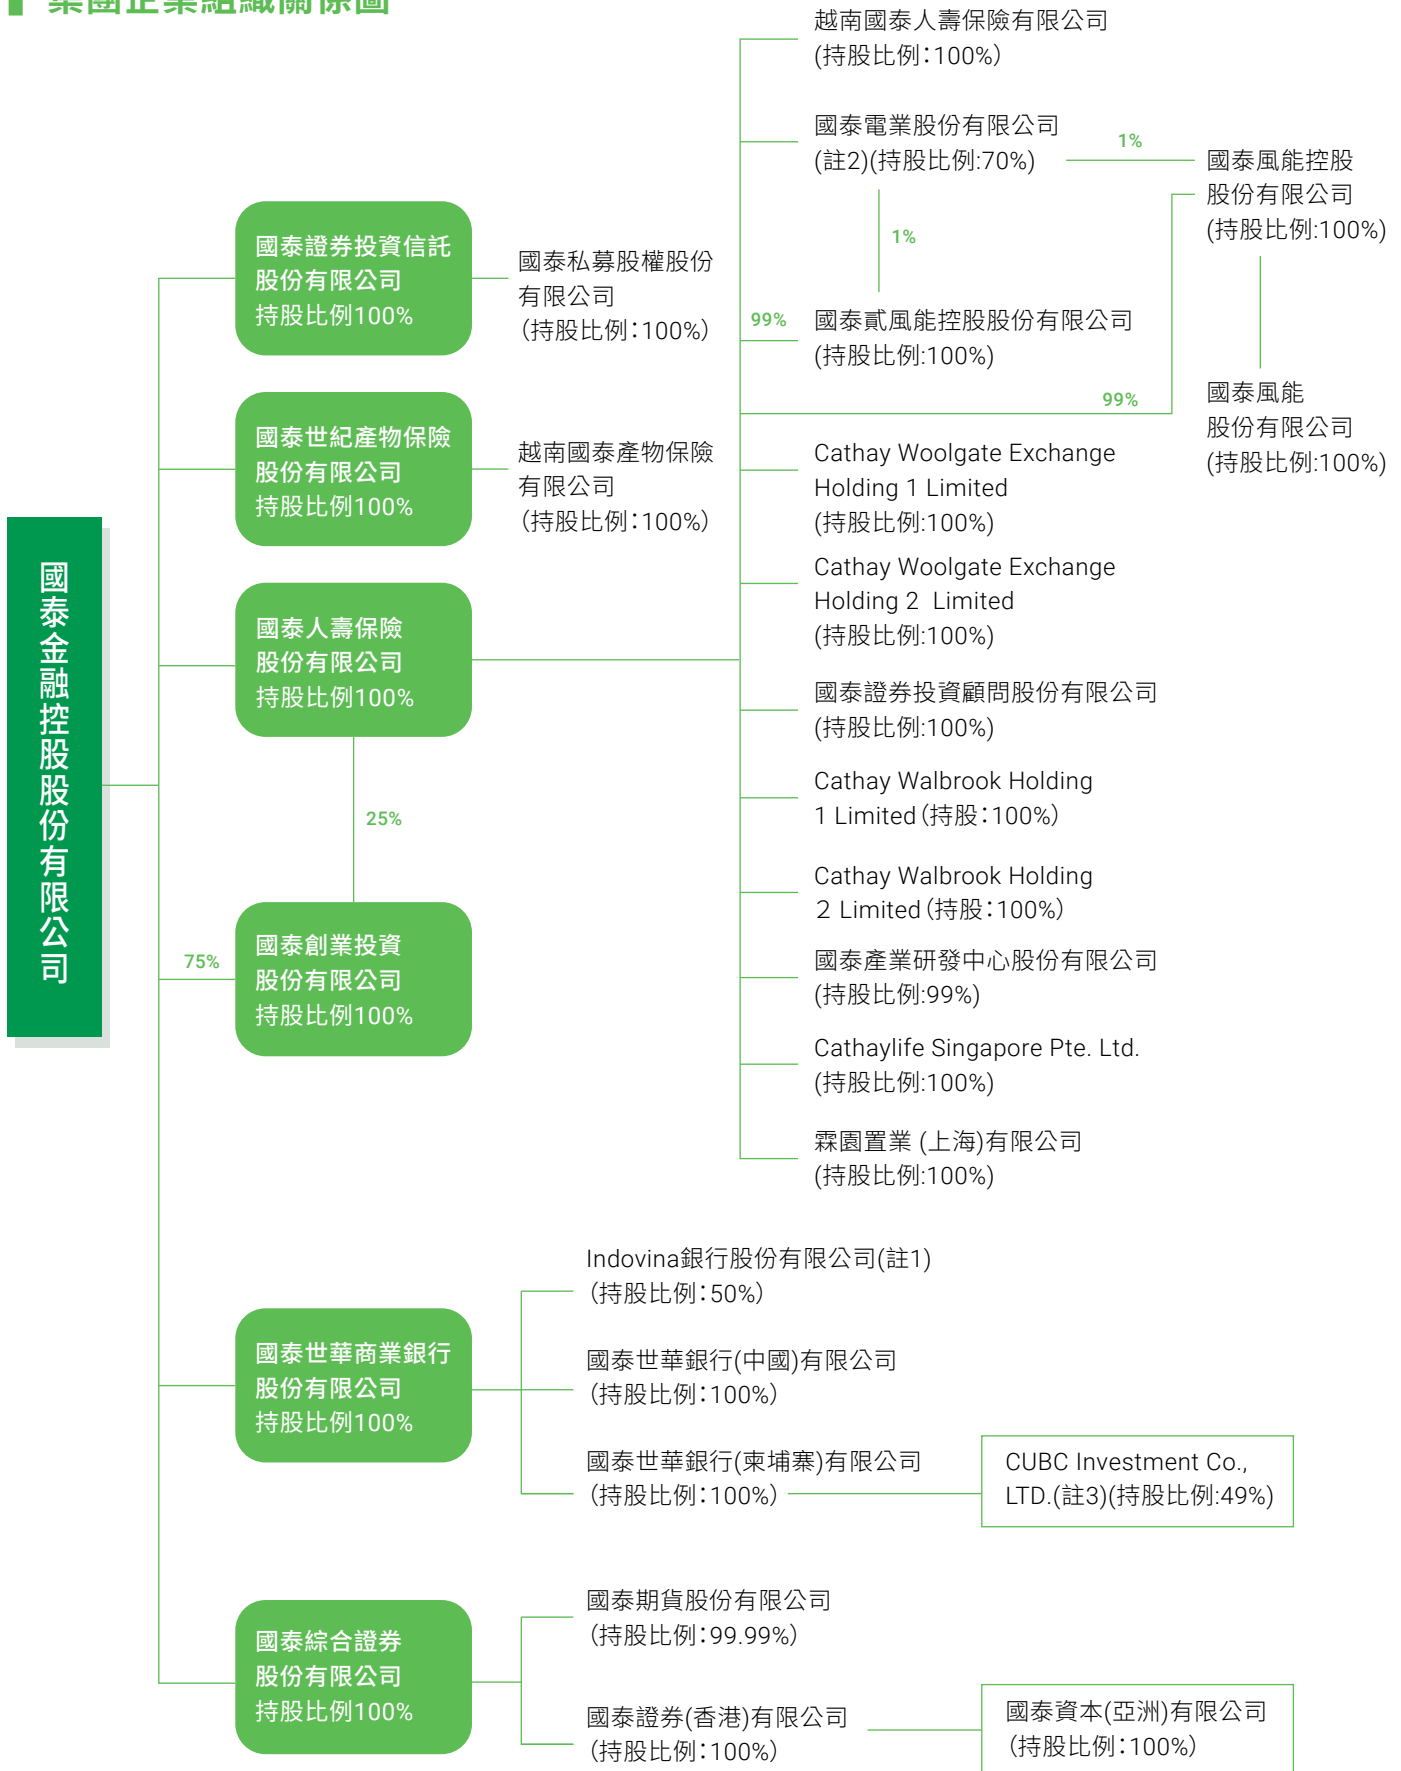 集團企業組織關係圖
國泰金融控股股份有限公司
國泰證券投資信託
股份有限公司
持股比例100%
國泰私募股權股份
有限公司
（持股比例：100%）
國泰世紀產物保險
股份有限公司
持股比例100%
越南國泰產物保險
有限公司
（持股比例：100%）
國泰人壽保險
股份有限公司
持股比例100%
25%
75%
國泰創業投資
股份有限公司
持股比例100%
越南國泰人壽保險有限公司
(持股比例：100%）
國泰電業股份有限公司
(註2)(持股比例:70%)
1%
國泰風能控股
股份有限公司
(持股比例:100%)
1%
99%
國泰貳風能控股股份有限公司
(持股比例:100%)
99%
國泰風能
股份有限公司
(持股比例:100%)
Cathay Woolgate Exchange
Holding 1 Limited
(持股比例:100%)
Cathay Woolgate Exchange
Holding 2 Limited
(持股比例:100%)
國泰證券投資顧問股份有限公司
(持股比例:100%)
Cathay Walbrook Holding
1 Limited（持股：100%）
Cathay Walbrook Holding
２Limited（持股：100%）
國泰產業研發中心股份有限公司
(持股比例:99%)
Cathaylife Singapore Pte. Ltd.
(持股比例:100%)
霖園置業 (上海)有限公司
(持股比例:100%)
國泰世華商業銀行
股份有限公司
持股比例100%
Indovina銀行股份有限公司(註1)
（持股比例：50%）
國泰世華銀行(中國)有限公司
（持股比例：100%）
國泰世華銀行(柬埔寨)有限公司
（持股比例：100%）
CUBC Investment Co.,
LTD.(註3)(持股比例:49%)
國泰綜合證券
股份有限公司
持股比例100%
國泰期貨股份有限公司
（持股比例：99.99%）
國泰證券(香港)有限公司
（持股比例：100%）
國泰資本(亞洲)有限公司
（持股比例：100%）